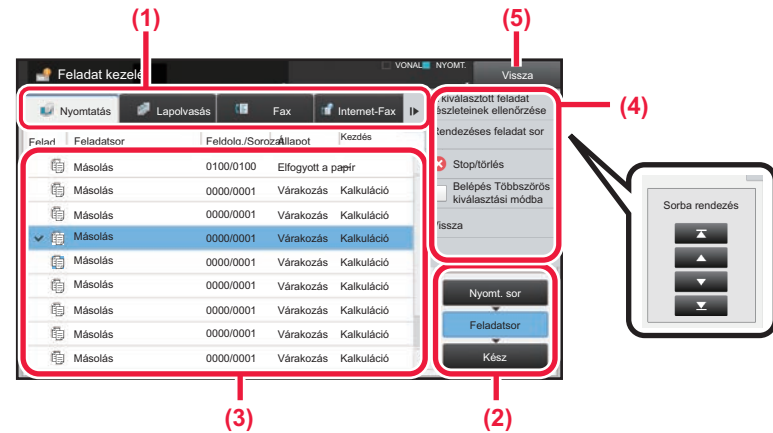 (1)
(5)
Feladat kezelé
VONAL
NYOMT.
Vissza
Nyomtatás
Lapolvasás
Fax
Internet-Fax
kiválasztott feladat
észleteinek ellenőrzése
(4)
Felad
Feladatsor
Feldolg./Sorozat
Állapot
Kezdés
Rendezéses feladat sor
Másolás 0100/0100 Elfogyott a papír
Stop/törlés
Másolás 0000/0001 Várakozás Kalkuláció
Belépés Többszörös
kiválasztási módba
Másolás 0000/0001 Várakozás Kalkuláció
Vissza
Sorba rendezés
Másolás 0000/0001 Várakozás Kalkuláció
Másolás 0000/0001 Várakozás Kalkuláció
Másolás 0000/0001 Várakozás Kalkuláció
Másolás 0000/0001 Várakozás Kalkuláció
Másolás 0000/0001 Várakozás Kalkuláció
Másolás 0000/0001 Várakozás Kalkuláció
Nyomt. sor
Feladatsor
Kész
(3)
(2)